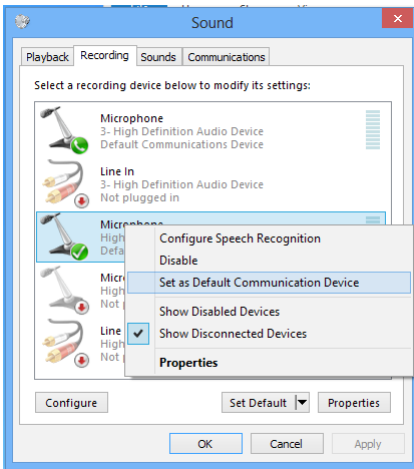 Sound
Playback Recording Sounds Communications
Select a recording device below to modify its settings:
Microphone
3- High Definition Audio Device
Default Communications Device
Line In
3- High Definition Audio Device
Not plugged in
Microphone
High
Defa
Configure Speech Recognition
Disable
Set as Default Communication Device
Show Disabled Devices
Show Disconnected Devices
Properties
Micr
High
Not
Line
High
Not
Configure Set Default Properties
OK Cancel Apply